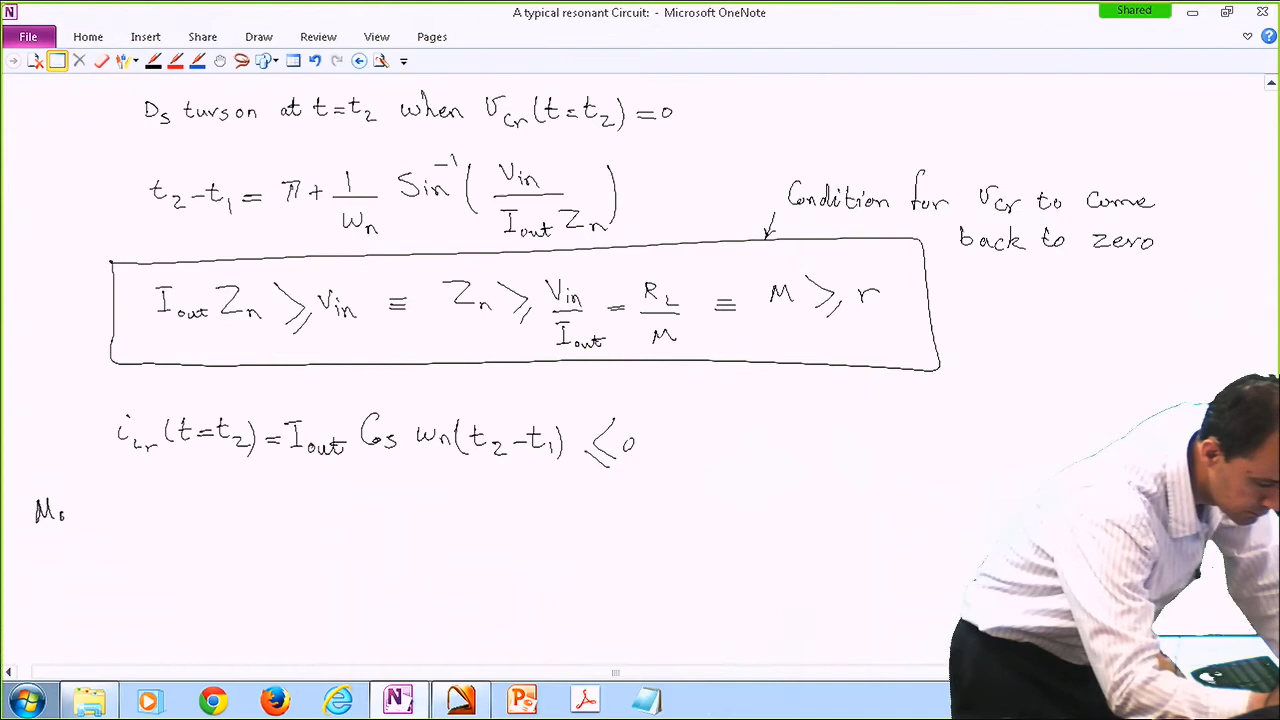 A typical resonant Circuit: - Microsoft OneNote
Shared
File Home Insert Share Draw Review View Pages
Ds turs on at t=t₂ when Vcr(t=t₂)=0
t₂-t₁ = π + 1/ωn Sin⁻¹(Vin/Iout Zn)
Condition for Vcr to come
back to zero
Iout Zn ≥ Vin ≡ Zn ≥ Vin/Iout = RL/M ≡ M ≥ r
iLr(t=t₂) = Iout Cos ωn(t₂-t₁) ≤ 0
Mo